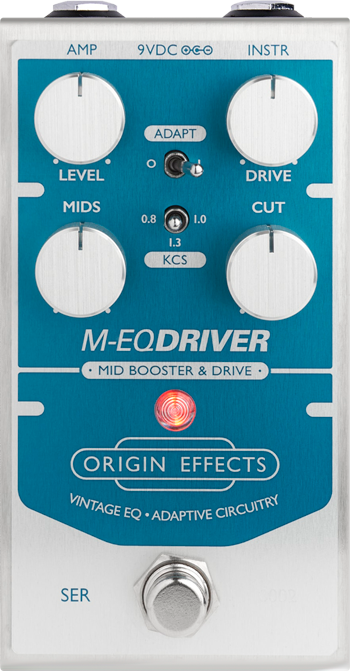 AMP 9VDC INSTR
ADAPT
O I
LEVEL DRIVE
MIDS CUT
0.8 1.0
1.3
KCS
M-EQDRIVER
• MID BOOSTER & DRIVE •
ORIGIN EFFECTS
VINTAGE EQ • ADAPTIVE CIRCUITRY
SER